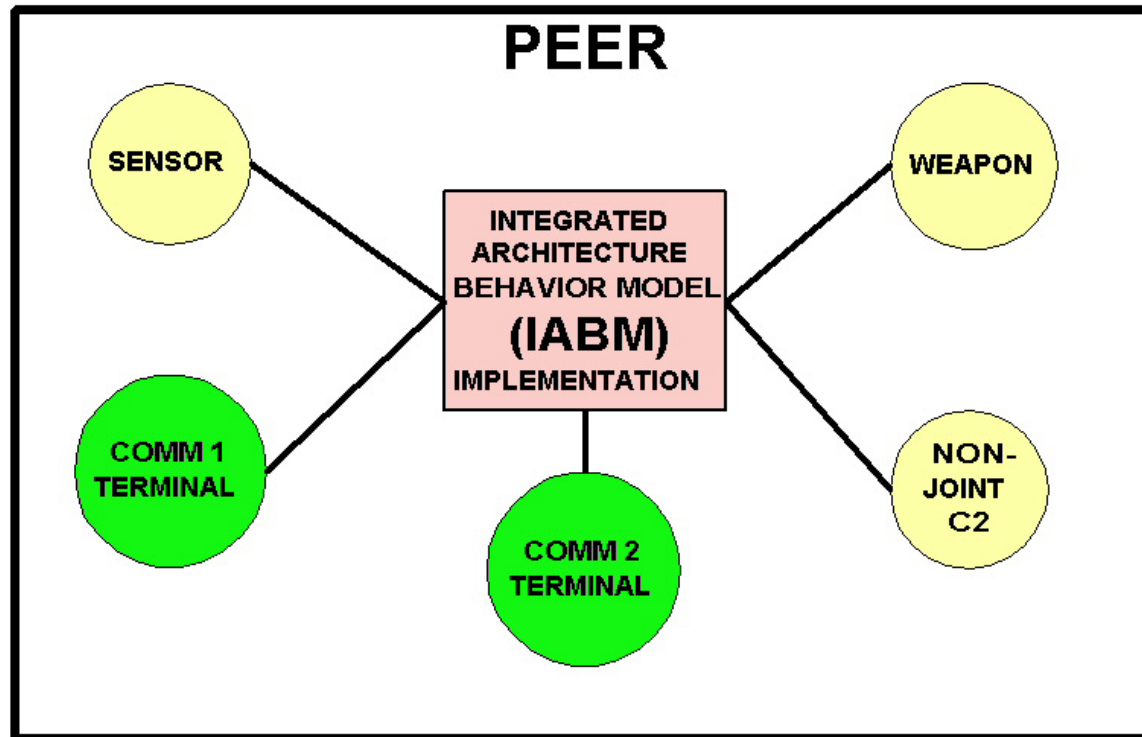 PEER
SENSOR
WEAPON
INTEGRATED
ARCHITECTURE
BEHAVIOR MODEL
(IABM)
IMPLEMENTATION
COMM 1
TERMINAL
COMM 2
TERMINAL
NON-
JOINT
C2